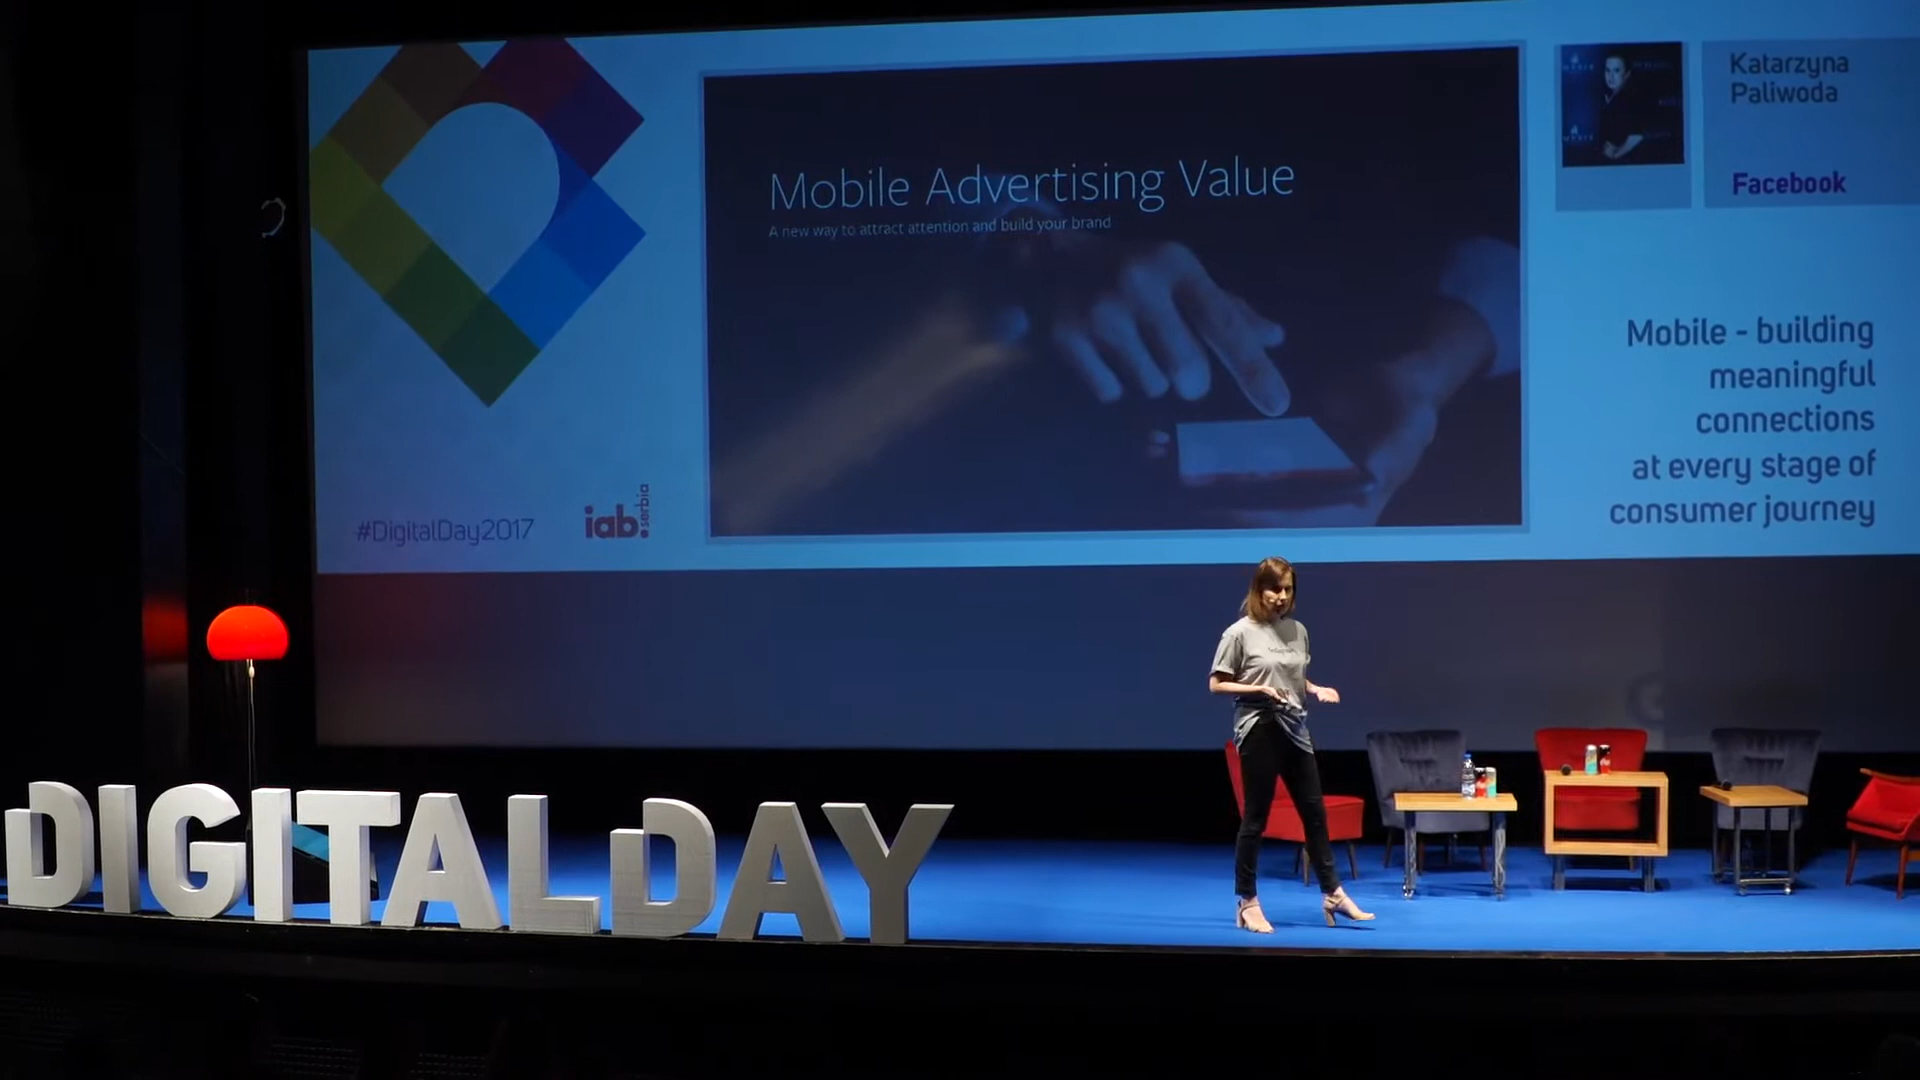 Mobile Advertising Value
A new way to attract attention and build your brand
Katarzyna
Paliwoda
Facebook
Mobile - building
meaningful
connections
at every stage of
consumer journey
#DigitalDay2017
iab.serbia
DIGITALDAY